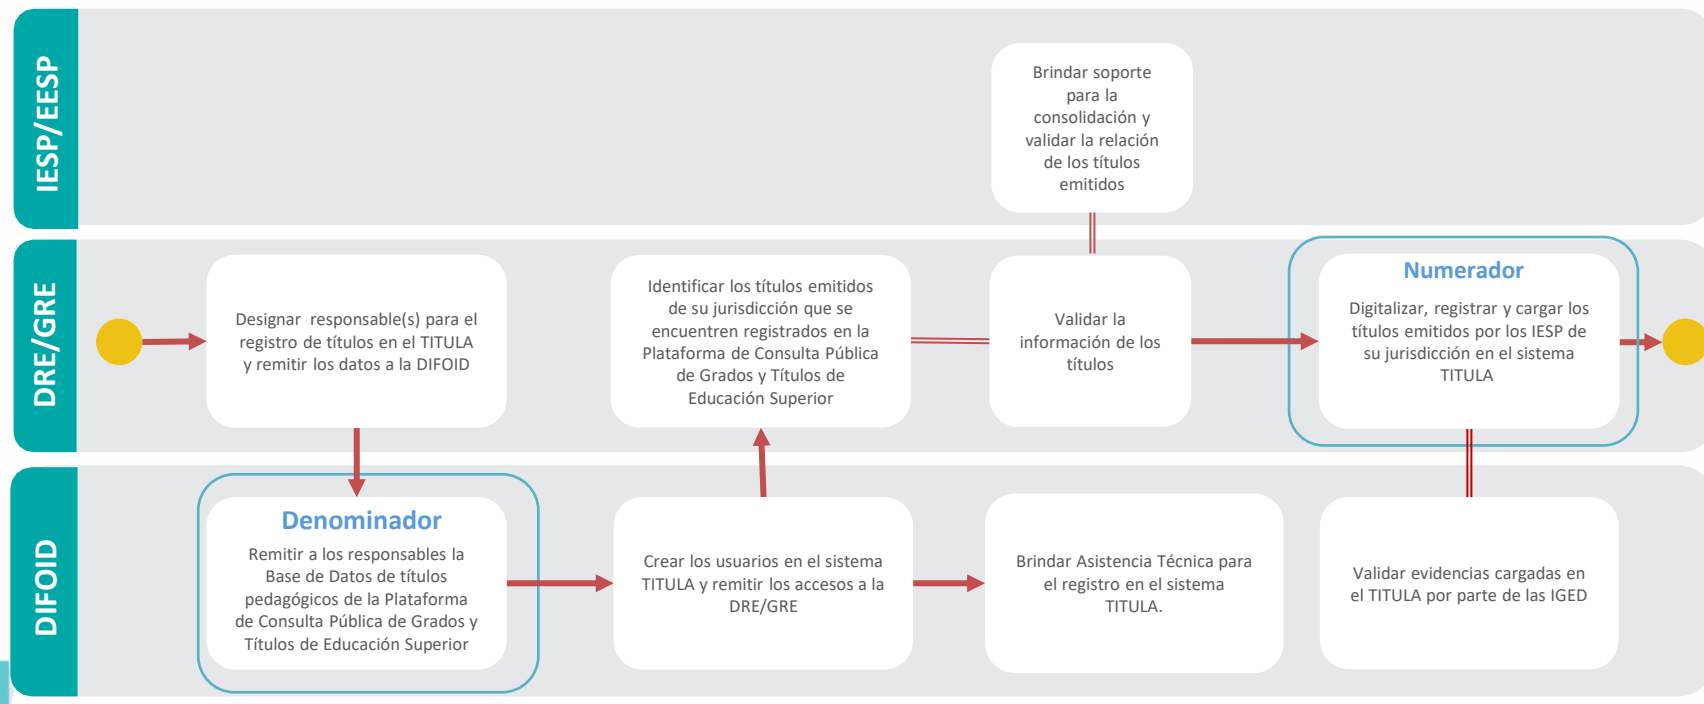 IESP/EESP
Brindar soporte
para la
consolidación y
validar la relación
de los títulos
emitidos
DRE/GRE
Designar responsable(s) para el
registro de títulos en el TITULA
y remitir los datos a la DIFOID
Identificar los títulos emitidos
de su jurisdicción que se
encuentren registrados en la
Plataforma de Consulta Pública
de Grados y Títulos de
Educación Superior
Validar la
información de los
títulos
Numerador
Digitalizar, registrar y cargar los
títulos emitidos por los IESP de
su jurisdicción en el sistema
TITULA
DIFOID
Denominador
Remitir a los responsables la
Base de Datos de títulos
pedagógicos de la Plataforma
de Consulta Pública de Grados y
Títulos de Educación Superior
Crear los usuarios en el sistema
TITULA y remitir los accesos a la
DRE/GRE
Brindar Asistencia Técnica para
el registro en el sistema
TITULA.
Validar evidencias cargadas en
el TITULA por parte de las IGED